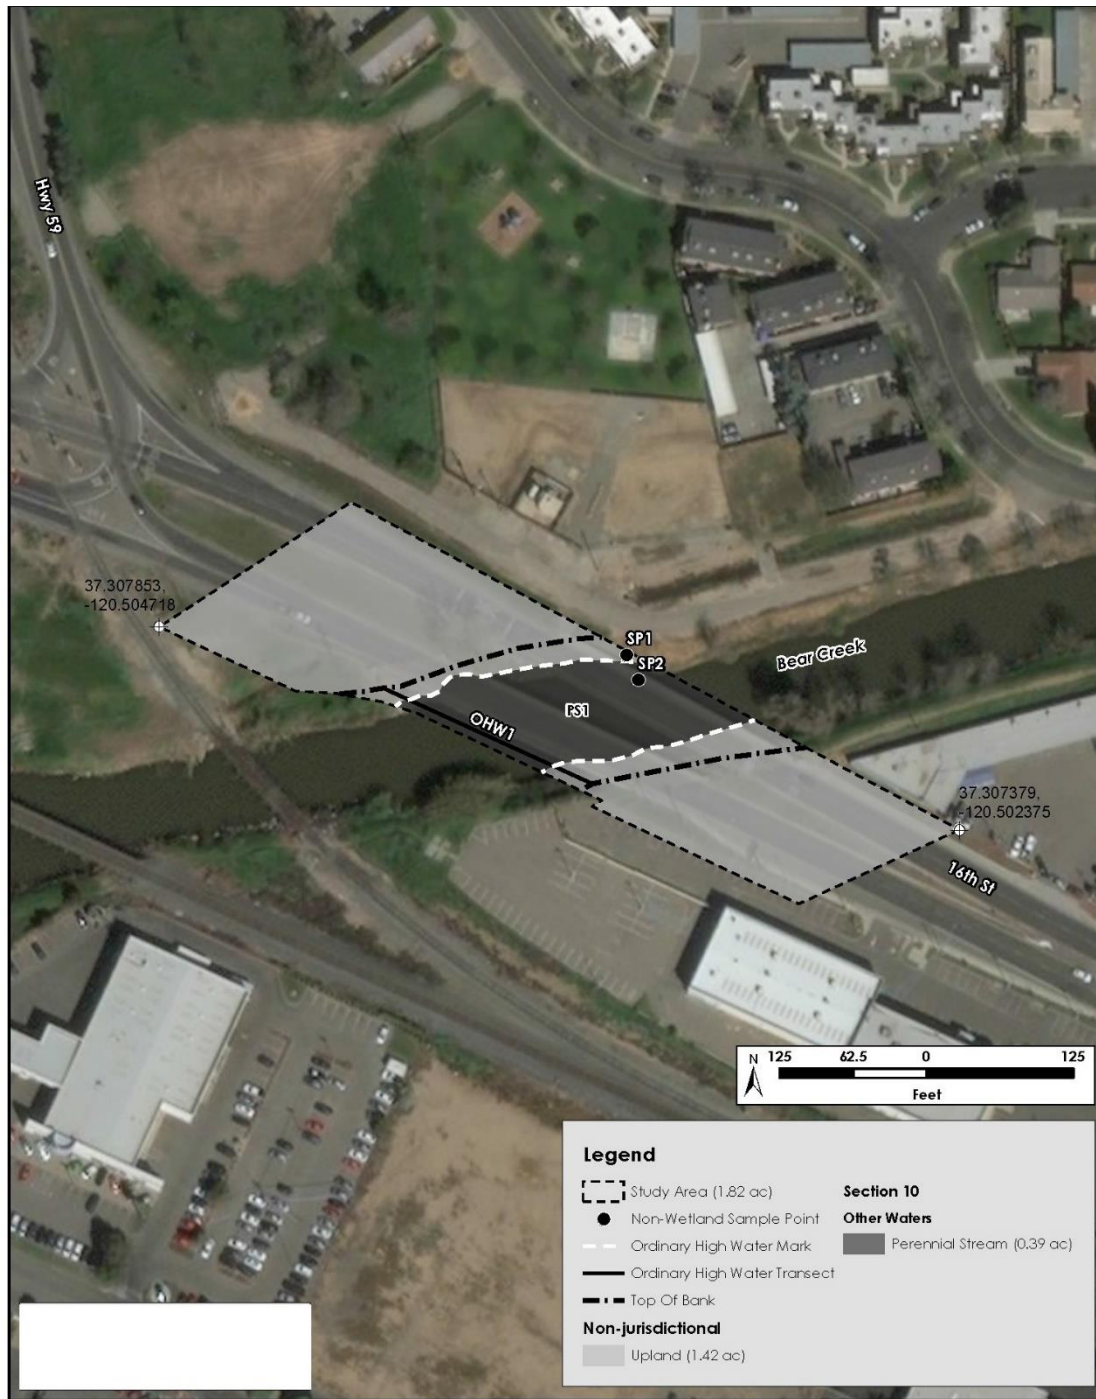 Hwy 59
37.307853,
-120.504718
SP1
SP2
Bear Creek
PS1
OHW1
37.307379,
-120.502375
16th St
N 125 62.5 0 125
Feet
Legend
Study Area (1.82 ac)
Non-Wetland Sample Point
Ordinary High Water Mark
Ordinary High Water Transect
Top Of Bank
Non-jurisdictional
Upland (1.42 ac)
Section 10
Other Waters
Perennial Stream (0.39 ac)